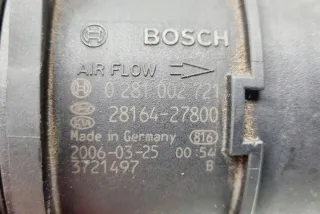 BOSCH
AIR FLOW
0 281 002 721
KIA 28164-27800
Made in Germany 816
2006-03-25 00 54
3721497 B